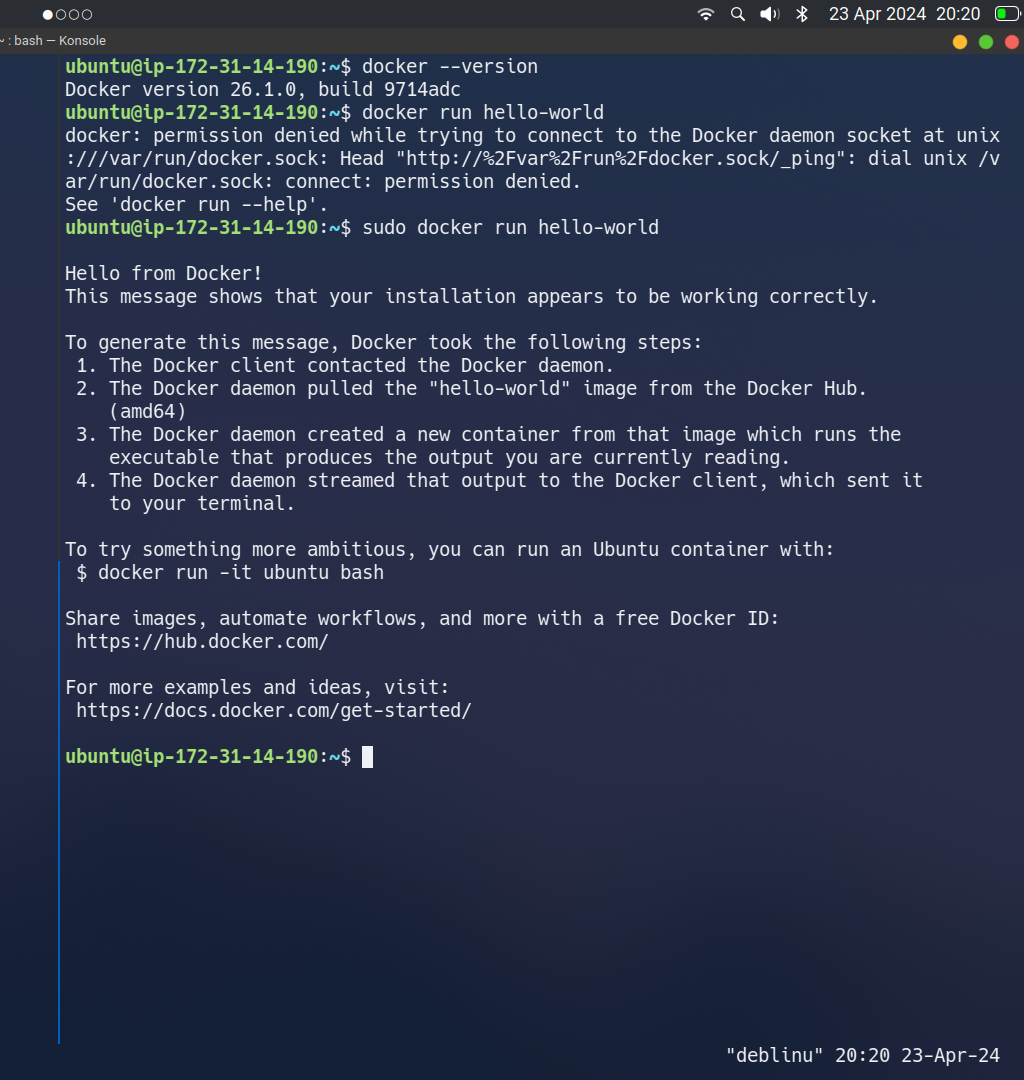 23 Apr 2024 20:20
~ : bash — Konsole
ubuntu@ip-172-31-14-190:~$ docker --version
Docker version 26.1.0, build 9714adc
ubuntu@ip-172-31-14-190:~$ docker run hello-world
docker: permission denied while trying to connect to the Docker daemon socket at unix
:///var/run/docker.sock: Head "http://%2Fvar%2Frun%2Fdocker.sock/_ping": dial unix /v
ar/run/docker.sock: connect: permission denied.
See 'docker run --help'.
ubuntu@ip-172-31-14-190:~$ sudo docker run hello-world
Hello from Docker!
This message shows that your installation appears to be working correctly.
To generate this message, Docker took the following steps:
1. The Docker client contacted the Docker daemon.
2. The Docker daemon pulled the "hello-world" image from the Docker Hub.
(amd64)
3. The Docker daemon created a new container from that image which runs the
executable that produces the output you are currently reading.
4. The Docker daemon streamed that output to the Docker client, which sent it
to your terminal.
To try something more ambitious, you can run an Ubuntu container with:
$ docker run -it ubuntu bash
Share images, automate workflows, and more with a free Docker ID:
https://hub.docker.com/
For more examples and ideas, visit:
https://docs.docker.com/get-started/
ubuntu@ip-172-31-14-190:~$
"deblinu" 20:20 23-Apr-24